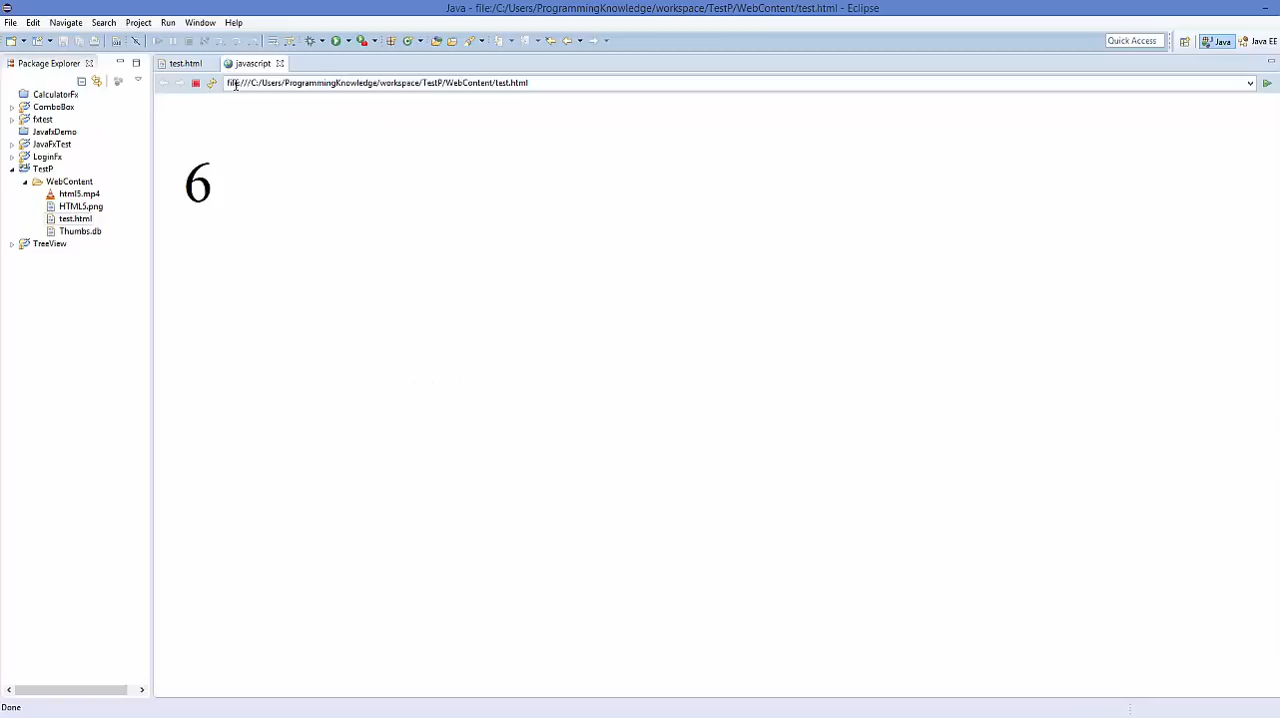 Java - file:/C:/Users/ProgrammingKnowledge/workspace/TestP/WebContent/test.html - Eclipse
File Edit Navigate Search Project Run Window Help
Quick Access Java Java EE
Package Explorer test.html javascript
file:///C:/Users/ProgrammingKnowledge/workspace/TestP/WebContent/test.html
CalculatorFx
ComboBox
fxtest
JavafxDemo
JavaFxTest
LoginFx
TestP
WebContent
html5.mp4
HTML5.png
test.html
Thumbs.db
TreeView
6
Done